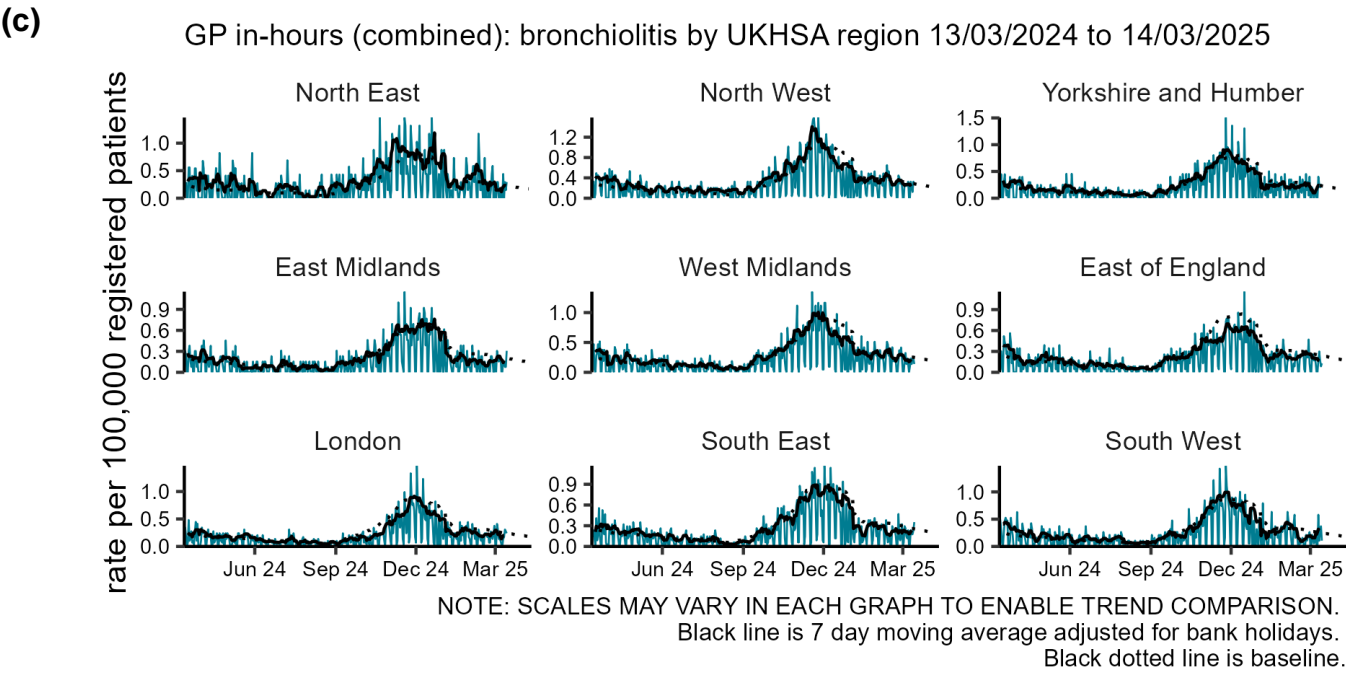 (c)
GP in-hours (combined): bronchiolitis by UKHSA region 13/03/2024 to 14/03/2025
rate per 100,000 registered patients
North East
1.0
0.5
0.0
North West
1.2
0.8
0.4
0.0
Yorkshire and Humber
1.5
1.0
0.5
0.0
East Midlands
0.9
0.6
0.3
0.0
West Midlands
1.0
0.5
0.0
East of England
0.9
0.6
0.3
0.0
London
1.0
0.5
0.0
Jun 24 Sep 24 Dec 24 Mar 25
South East
0.9
0.6
0.3
0.0
Jun 24 Sep 24 Dec 24 Mar 25
South West
1.0
0.5
0.0
Jun 24 Sep 24 Dec 24 Mar 25
NOTE: SCALES MAY VARY IN EACH GRAPH TO ENABLE TREND COMPARISON.
Black line is 7 day moving average adjusted for bank holidays.
Black dotted line is baseline.